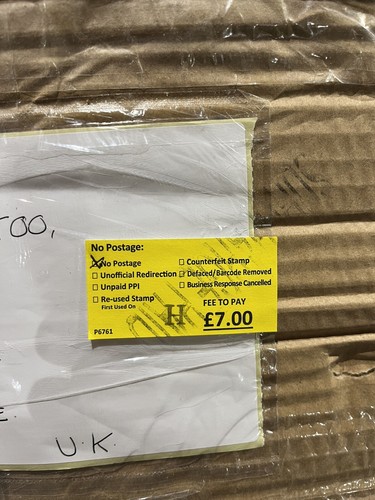 TOO,
No Postage:
No Postage
Counterfeit Stamp
Unofficial Redirection
Defaced/Barcode Removed
Unpaid PPI
Business Response Cancelled
Re-used Stamp
First Used On
FEE TO PAY
H
£7.00
P6761
E.
U.K.